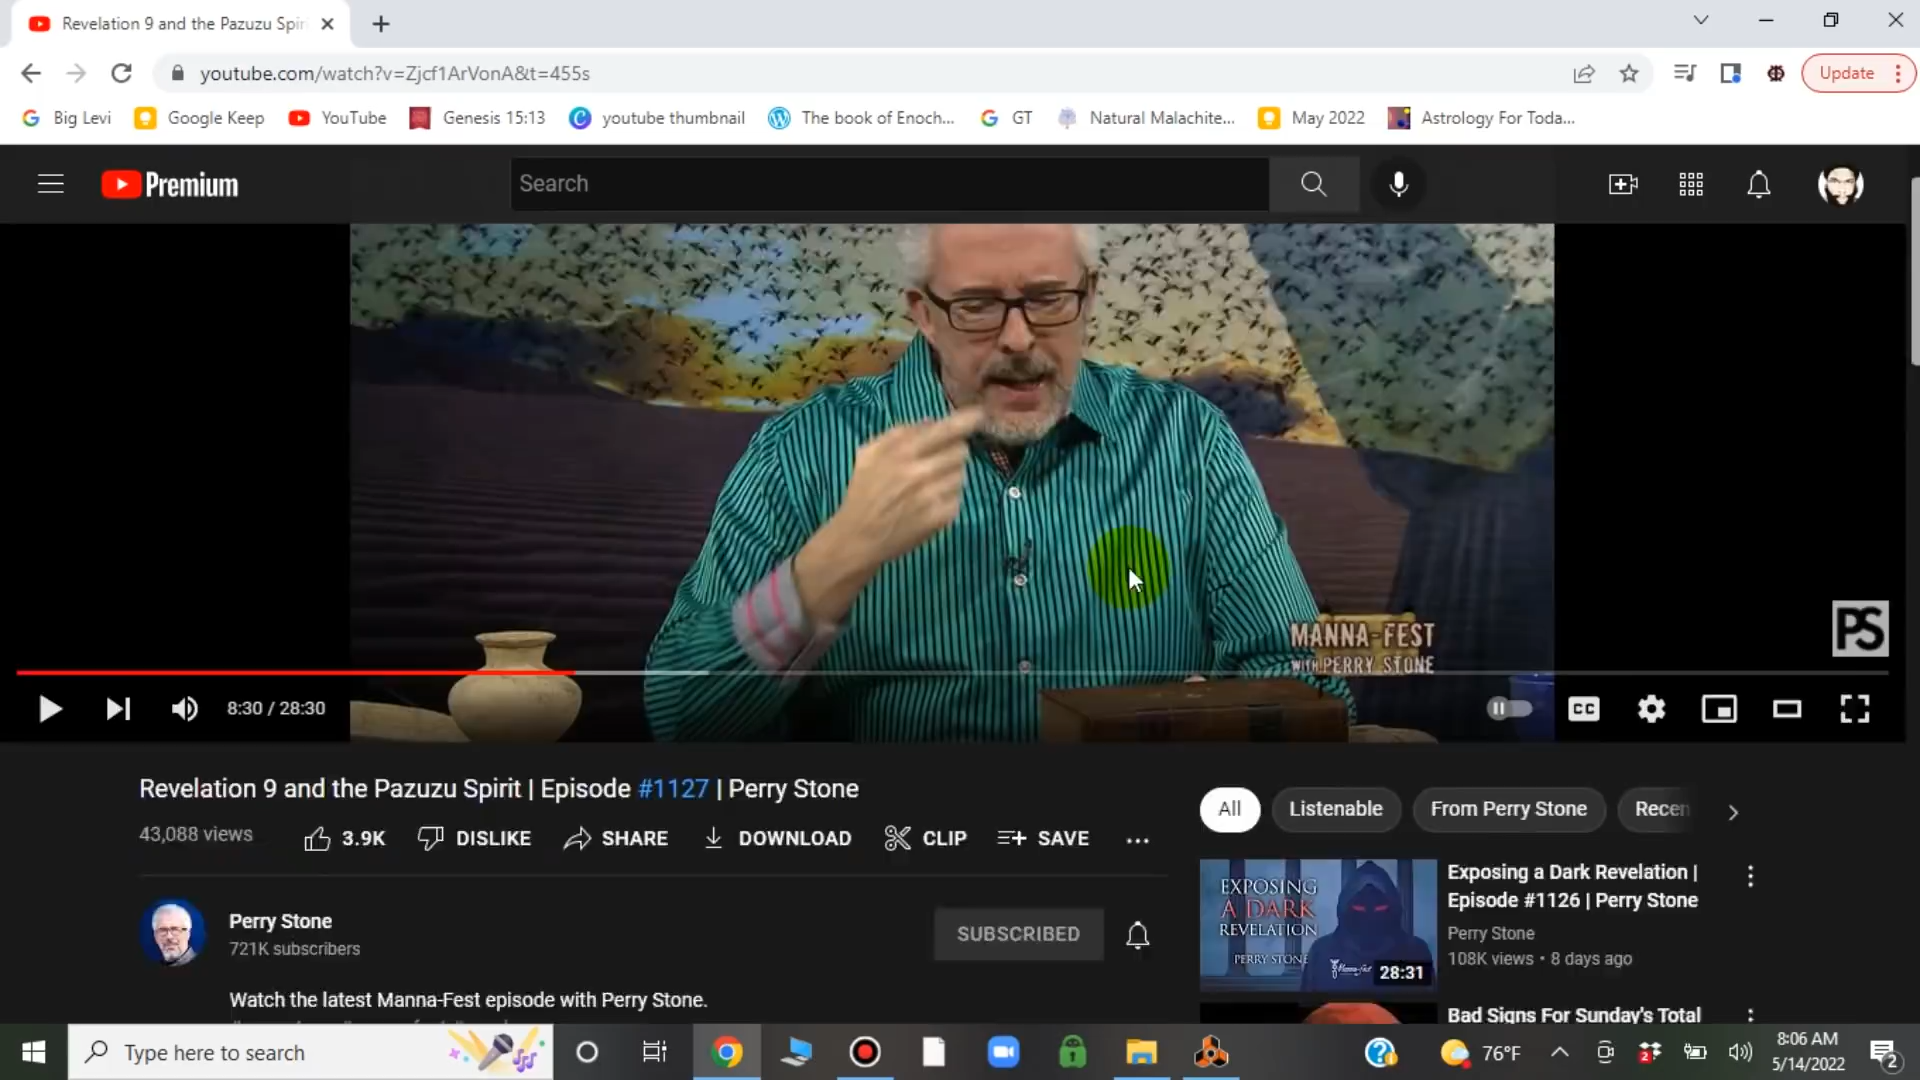 Revelation 9 and the Pazuzu Spiri
youtube.com/watch?v=Zjcf1ArVonA&t=455s
Update
Big Levi
Google Keep
YouTube
Genesis 15:13
youtube thumbnail
The book of Enoch...
GT
Natural Malachite...
May 2022
Astrology For Toda...
Premium
Search
MANNA-FEST
WITH PERRY STONE
PS
8:30 / 28:30
CC
Revelation 9 and the Pazuzu Spirit | Episode #1127 | Perry Stone
43,088 views
3.9K
DISLIKE
SHARE
DOWNLOAD
CLIP
SAVE
All
Listenable
From Perry Stone
Recen
Perry Stone
721K subscribers
SUBSCRIBED
Watch the latest Manna-Fest episode with Perry Stone.
EXPOSING
A DARK
REVELATION
PERRY STONE
Manna-fest
28:31
Exposing a Dark Revelation |
Episode #1126 | Perry Stone
Perry Stone
108K views • 8 days ago
Bad Signs For Sunday's Total
Type here to search
76°F
2
8:06 AM
5/14/2022
2